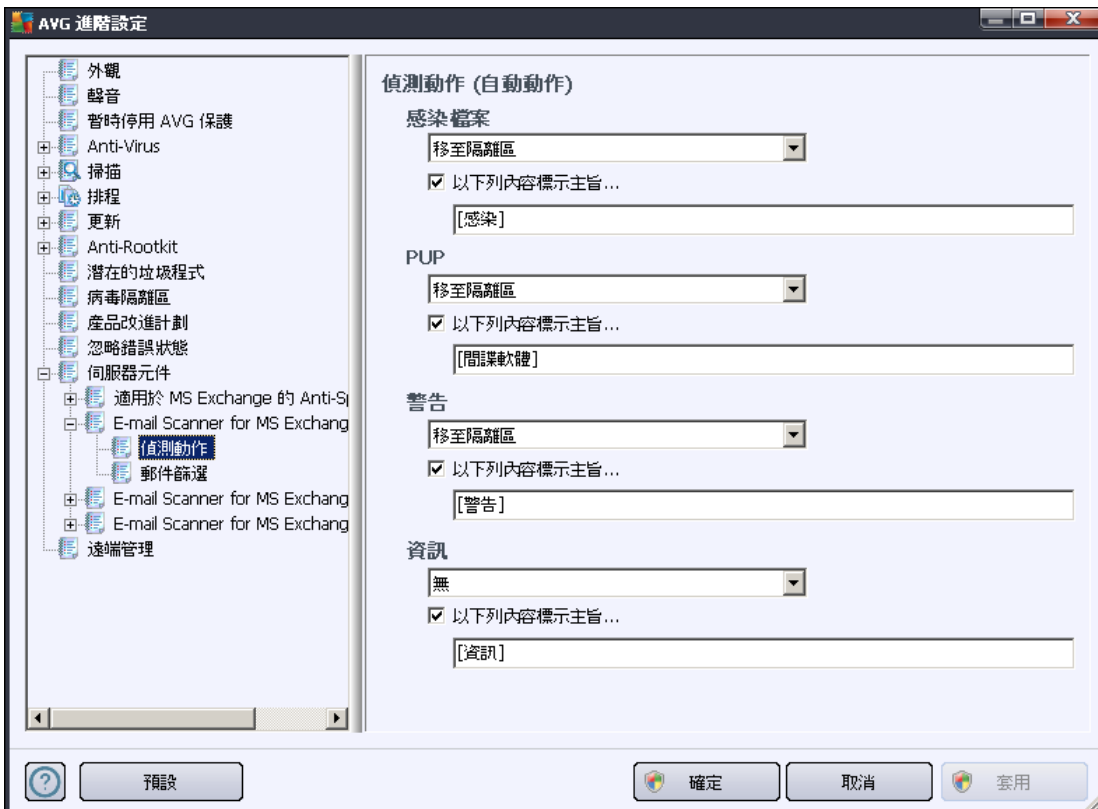 AVG 進階設定
外觀
聲音
暫時停用 AVG 保護
Anti-Virus
掃描
排程
更新
Anti-Rootkit
潛在的垃圾程式
病毒隔離區
產品改進計劃
忽略錯誤狀態
伺服器元件
適用於 MS Exchange 的 Anti-Sp
E-mail Scanner for MS Exchang
偵測動作
郵件篩選
E-mail Scanner for MS Exchang
E-mail Scanner for MS Exchang
遠端管理
偵測動作 (自動動作)
感染檔案
移至隔離區
以下列內容標示主旨...
[感染]
PUP
移至隔離區
以下列內容標示主旨...
[間諜軟體]
警告
移至隔離區
以下列內容標示主旨...
[警告]
資訊
無
以下列內容標示主旨...
[資訊]
預設
確定
取消
套用